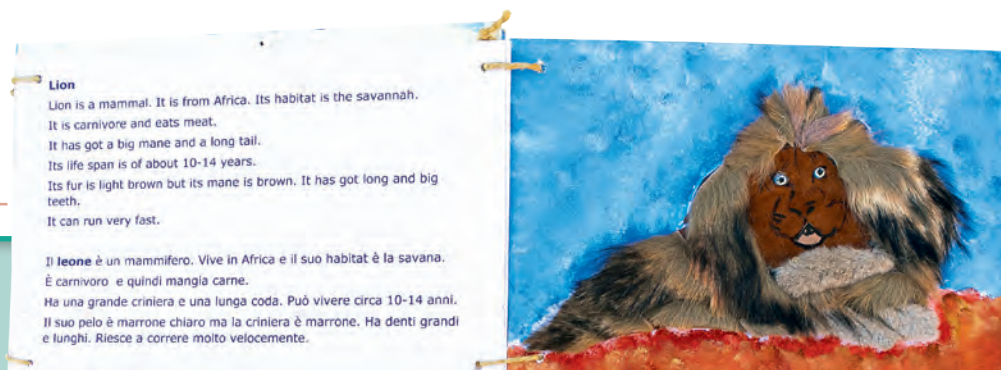 Lion
Lion is a mammal. It is from Africa. Its habitat is the savannah.
It is carnivore and eats meat.
It has got a big mane and a long tail.
Its life span is of about 10-14 years.
Its fur is light brown but its mane is brown. It has got long and big
teeth.
It can run very fast.
Il leone è un mammifero. Vive in Africa e il suo habitat è la savana.
È carnivoro e quindi mangia carne.
Ha una grande criniera e una lunga coda. Può vivere circa 10-14 anni.
Il suo pelo è marrone chiaro ma la criniera è marrone. Ha denti grandi
e lunghi. Riesce a correre molto velocemente.